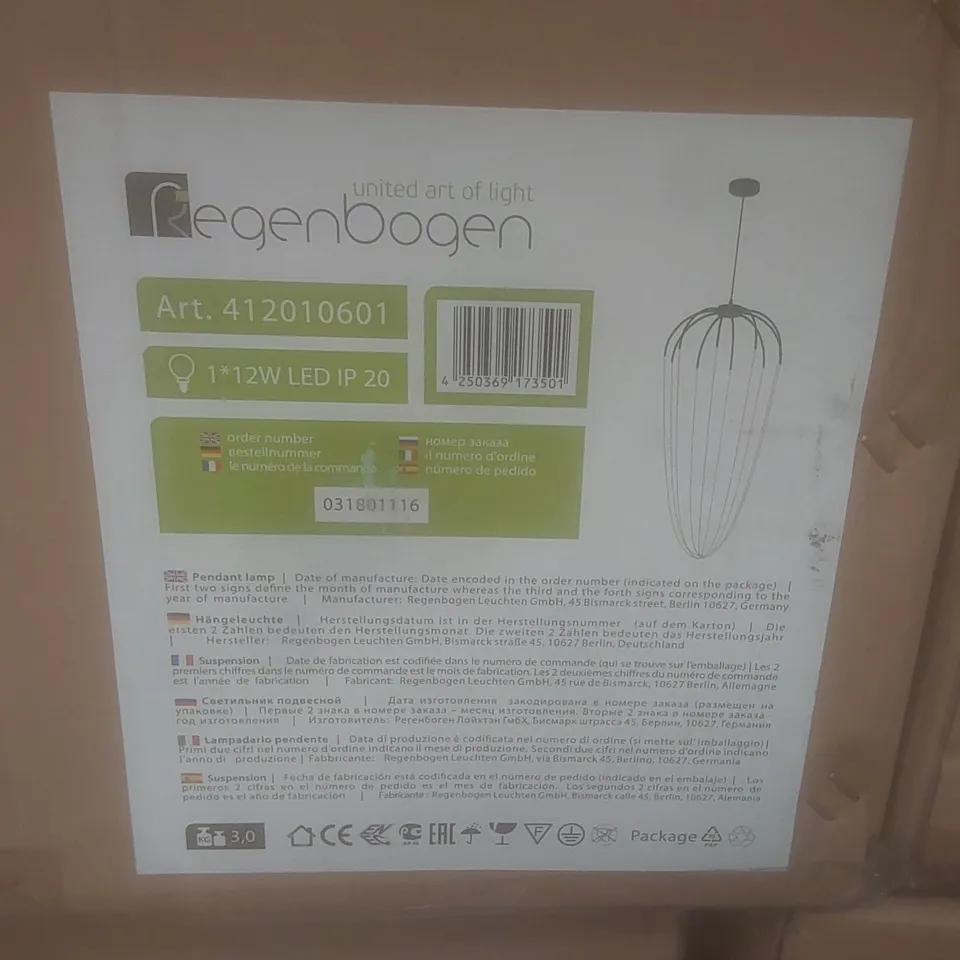 united art of light
Regenbogen
Art. 412010601
1*12W LED IP 20
4 250369 173501
order number
Bestellnummer
le numéro de la commande
номер заказа
il numero d'ordine
número de pedido
031801116
Pendant lamp | Date of manufacture: Date encoded in the order number (indicated on the package) |
First two signs define the month of manufacture whereas the third and the forth signs corresponding to the
year of manufacture | Manufacturer: Regenbogen Leuchten GmbH, 45 Bismarck street, Berlin 10627, Germany
Hängeleuchte | Herstellungsdatum ist in der Herstellungsnummer (auf dem Karton) | Die
ersten 2 Zahlen bedeuten den Herstellungsmonat. Die zweiten 2 Zahlen bedeuten das Herstellungsjahr
| Hersteller: Regenbogen Leuchten GmbH, Bismarck straße 45, 10627 Berlin, Deutschland
Suspension | Date de fabrication est codifiée dans le numéro de commande (qui se trouve sur l'emballage) | Les 2
premiers chiffres dans le numéro de commande est le mois de fabrication. Les 2 deuxièmes chiffres du numéro de commande
est l'année de fabrication | Fabricant: Regenbogen Leuchten GmbH, 45 rue de Bismarck, 10627 Berlin, Allemagne
Светильник подвесной | Дата изготовления закодирована в номере заказа (размещен на
упаковке) | Первые 2 знака в номере заказа – месяц изготовления. Вторые 2 знака в номере заказа –
год изготовления | Изготовитель: Регенбоген Лойхтэн ГмбХ, Бисмарк штрасса 45, Берлин, 10627, Германия
Lampadario pendente | Data di produzione è codificata nel numero di ordine (si mette sul' imballaggio) |
Primi due cifri nel numero d'ordine indicano il mese di produzione. Secondi due cifri nel numero d'ordine indicano
l'anno di produzione | Fabbricante: Regenbogen Leuchten GmbH, via Bismarck 45, Berlino, 10627, Germania
Suspension | Fecha de fabricación está codificada en el número de pedido (indicado en el embalaje) | Los
primeros 2 cifras en el número de pedido es el mes de fabricación. Los segundos 2 cifras en el número de
pedido es el año de fabricación | Fabricante: Regenbogen Leuchten GmbH, Bismarck calle 45, Berlin, 10627, Alemania
KG 3,0 CE EAC F Package PAP